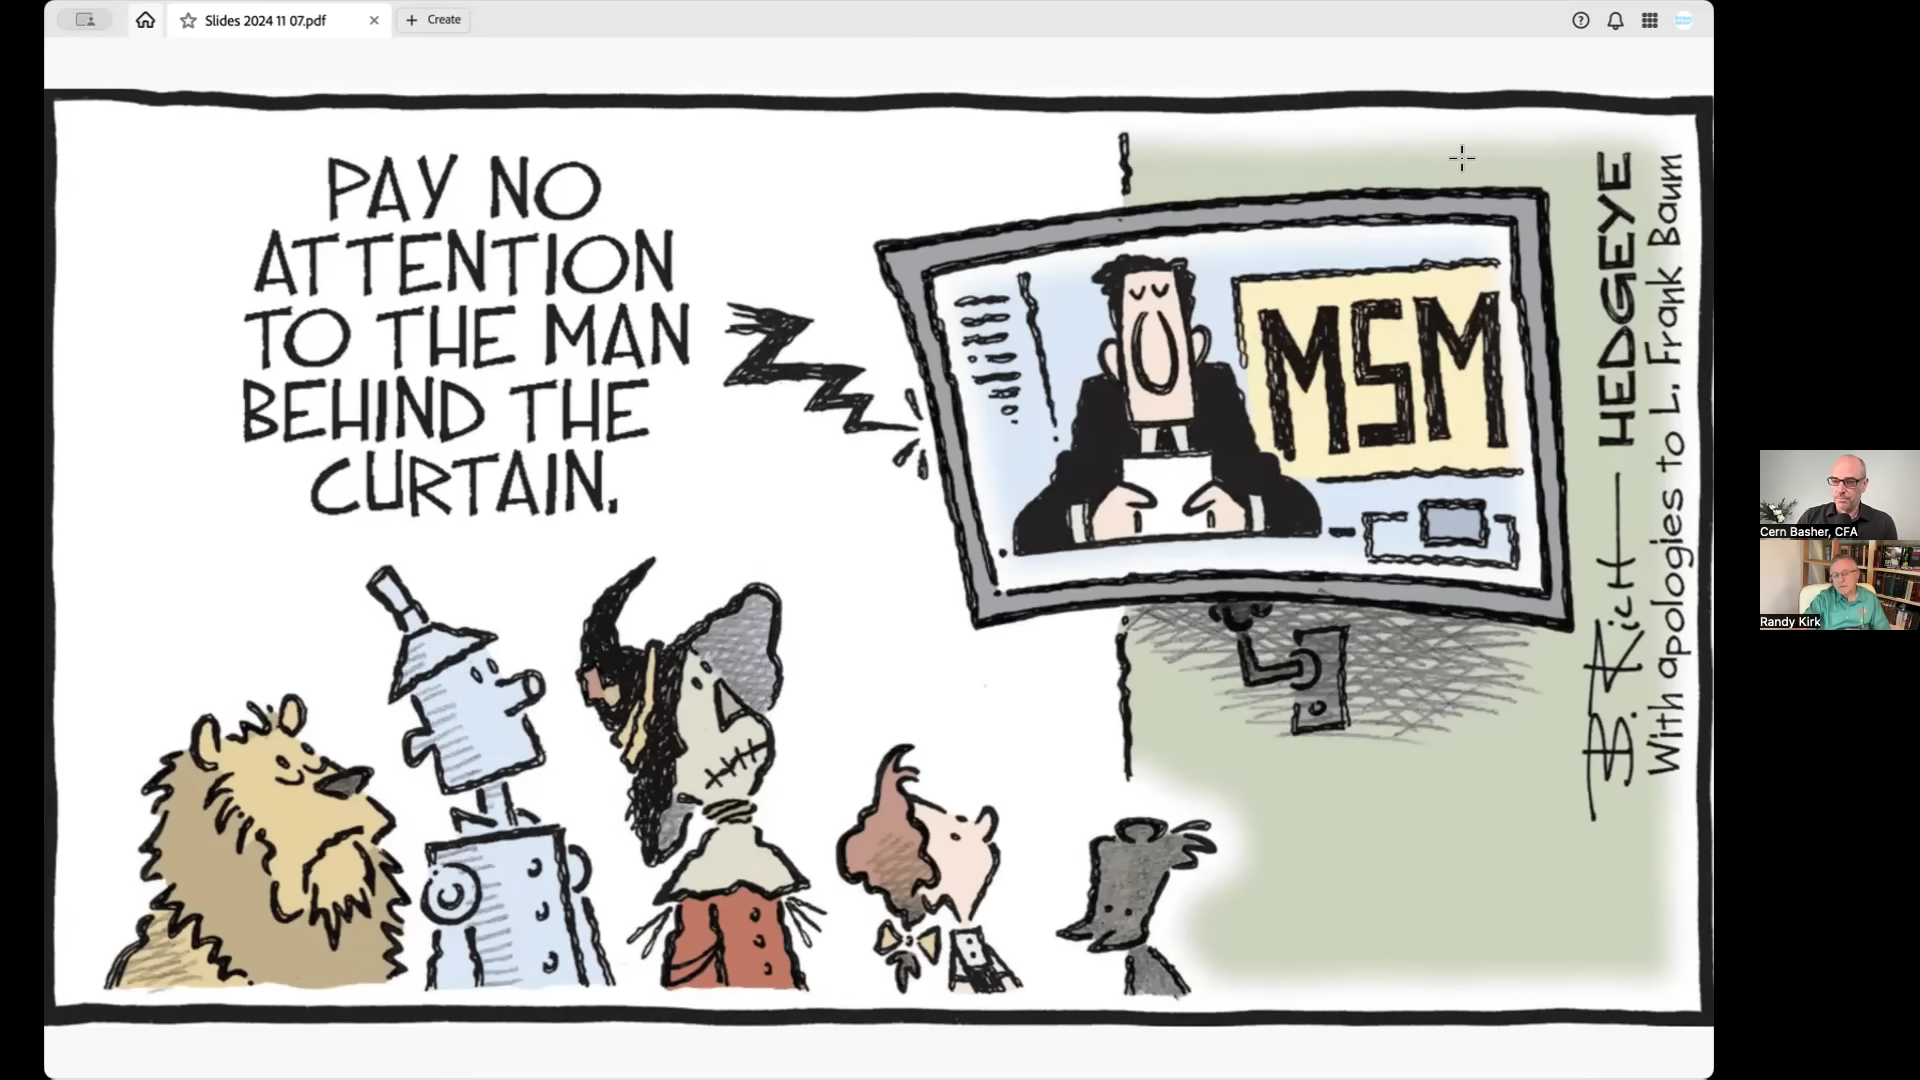 Slides 2024 11 07.pdf
Create
PAY NO
ATTENTION
TO THE MAN
BEHIND THE
CURTAIN.
MSM
B. Rich — HEDGEYE
With apologies to L. Frank Baum
Cern Basher, CFA
Randy Kirk